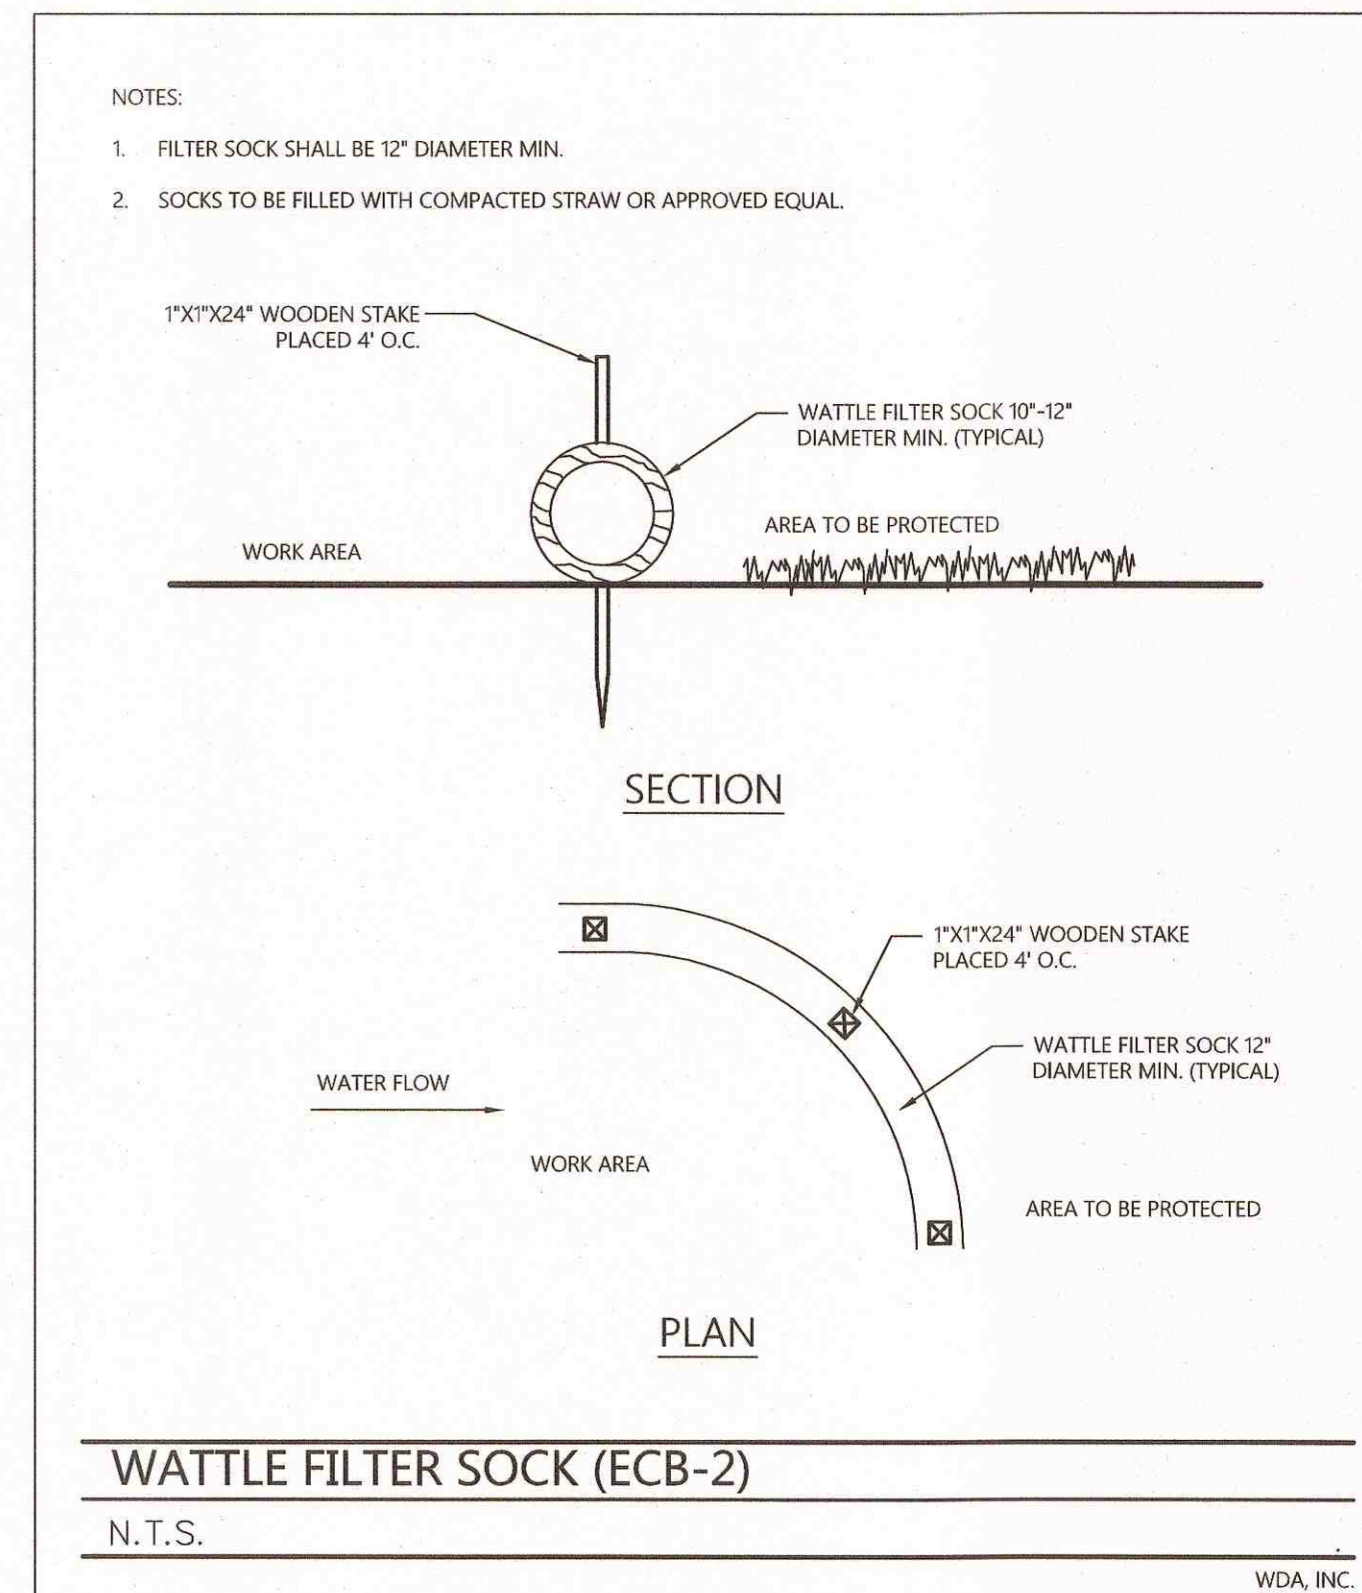 NOTES:
1. FILTER SOCK SHALL BE 12" DIAMETER MIN.
2. SOCKS TO BE FILLED WITH COMPACTED STRAW OR APPROVED EQUAL.
1"X1"X24" WOODEN STAKE
PLACED 4' O.C.
WATTLE FILTER SOCK 10"-12"
DIAMETER MIN. (TYPICAL)
AREA TO BE PROTECTED
WORK AREA
SECTION
1"X1"X24" WOODEN STAKE
PLACED 4' O.C.
WATTLE FILTER SOCK 12"
DIAMETER MIN. (TYPICAL)
WATER FLOW
WORK AREA
AREA TO BE PROTECTED
PLAN
WATTLE FILTER SOCK (ECB-2)
N.T.S.
WDA, INC.